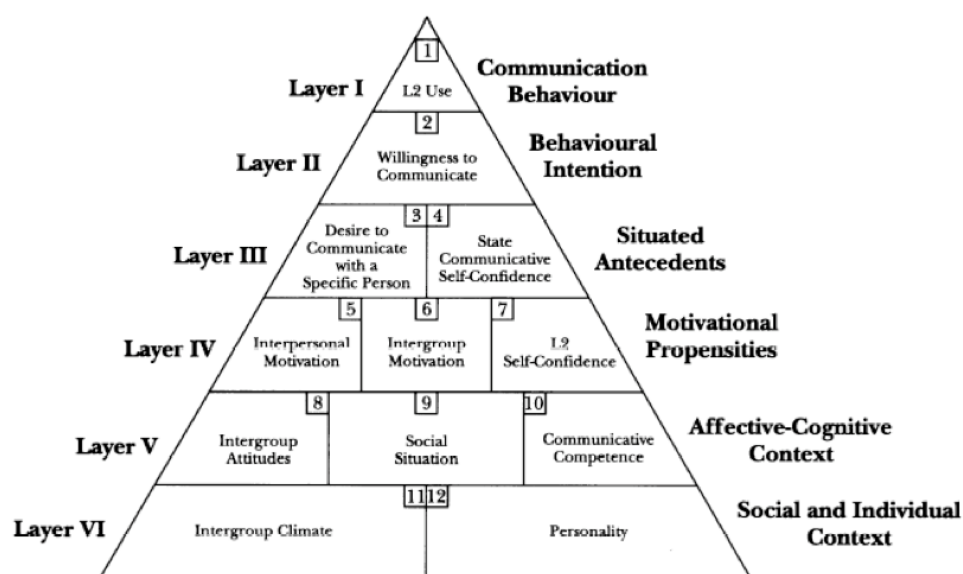 1
Layer I
L2 Use
Communication
Behaviour
2
Layer II
Willingness to
Communicate
Behavioural
Intention
3 4
Layer III
Desire to
Communicate
with a
Specific Person
State
Communicative
Self-Confidence
Situated
Antecedents
5 6 7
Layer IV
Interpersonal
Motivation
Intergroup
Motivation
L2
Self-Confidence
Motivational
Propensities
8 9 10
Layer V
Intergroup
Attitudes
Social
Situation
Communicative
Competence
Affective-Cognitive
Context
11 12
Layer VI
Intergroup Climate
Personality
Social and Individual
Context